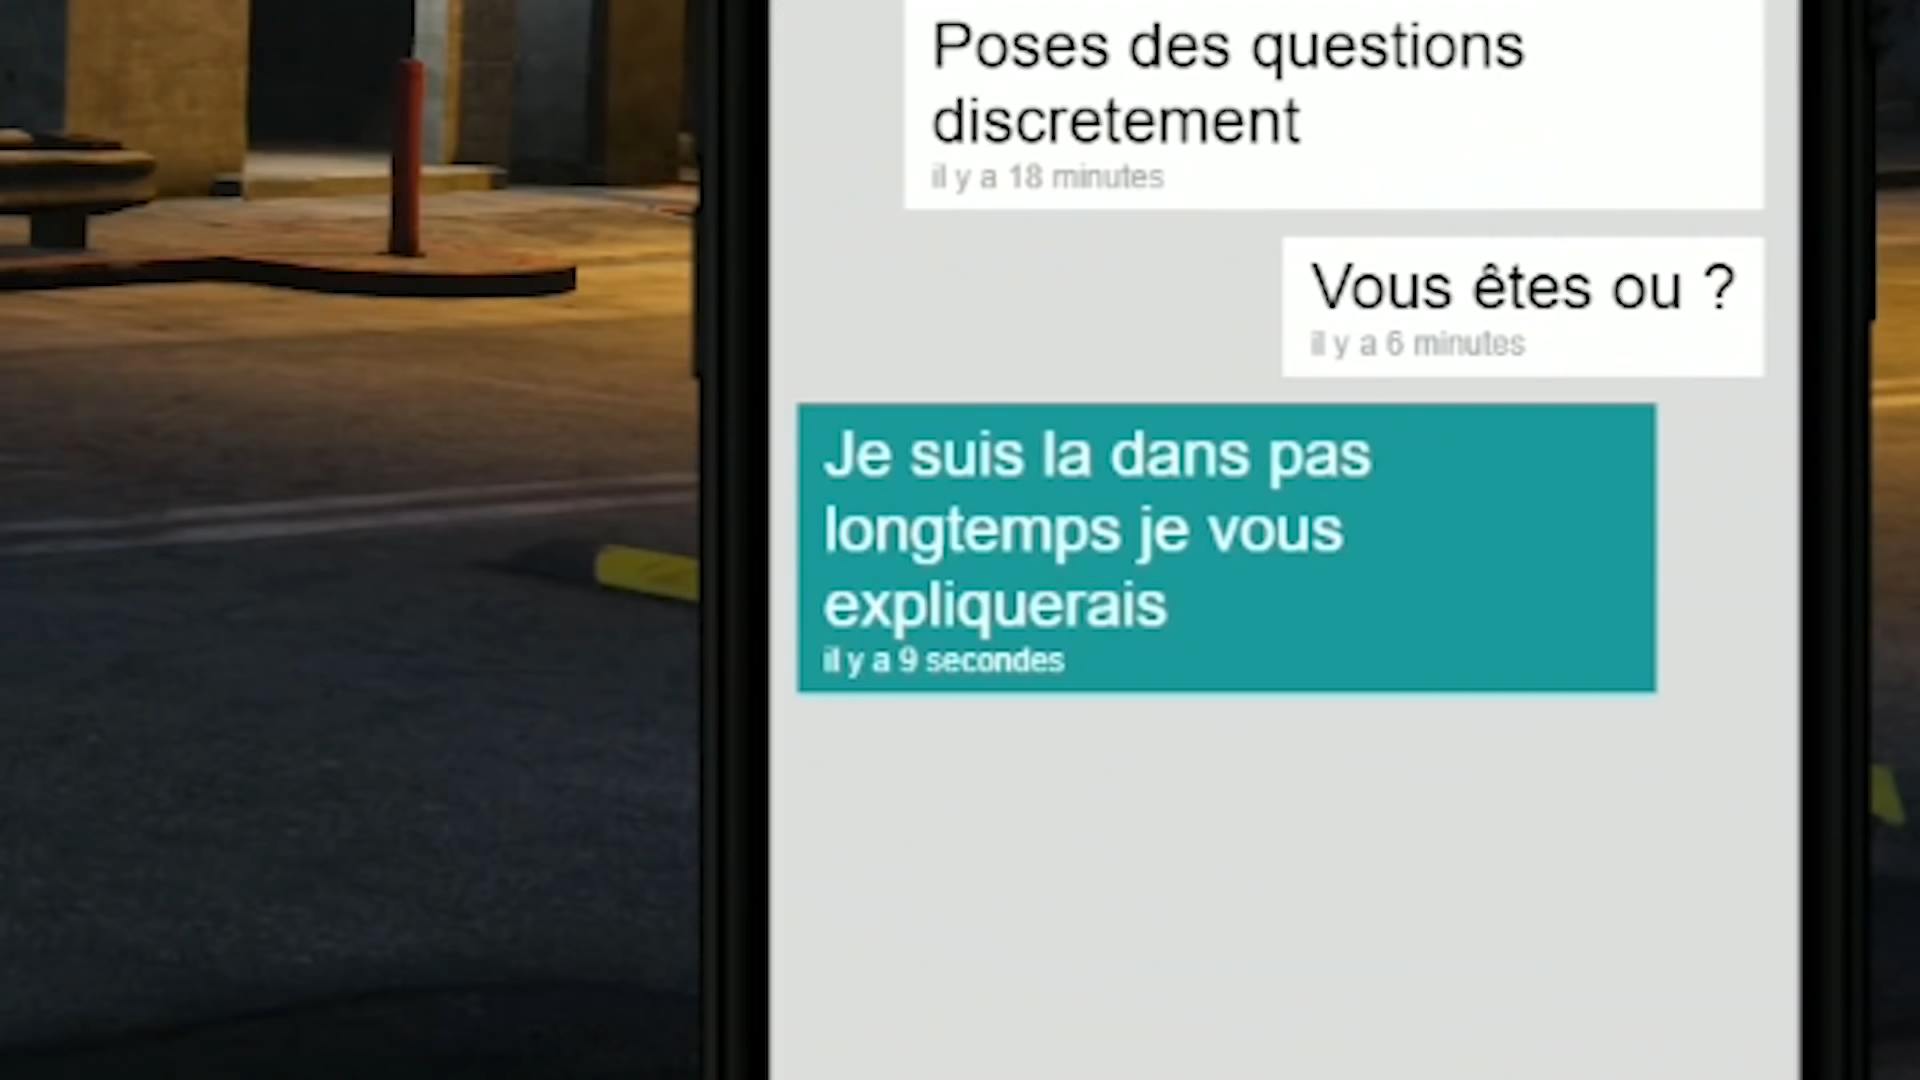 Poses des questions
discretement
il y a 18 minutes
Vous êtes ou ?
il y a 6 minutes
Je suis la dans pas
longtemps je vous
expliquerais
il y a 9 secondes